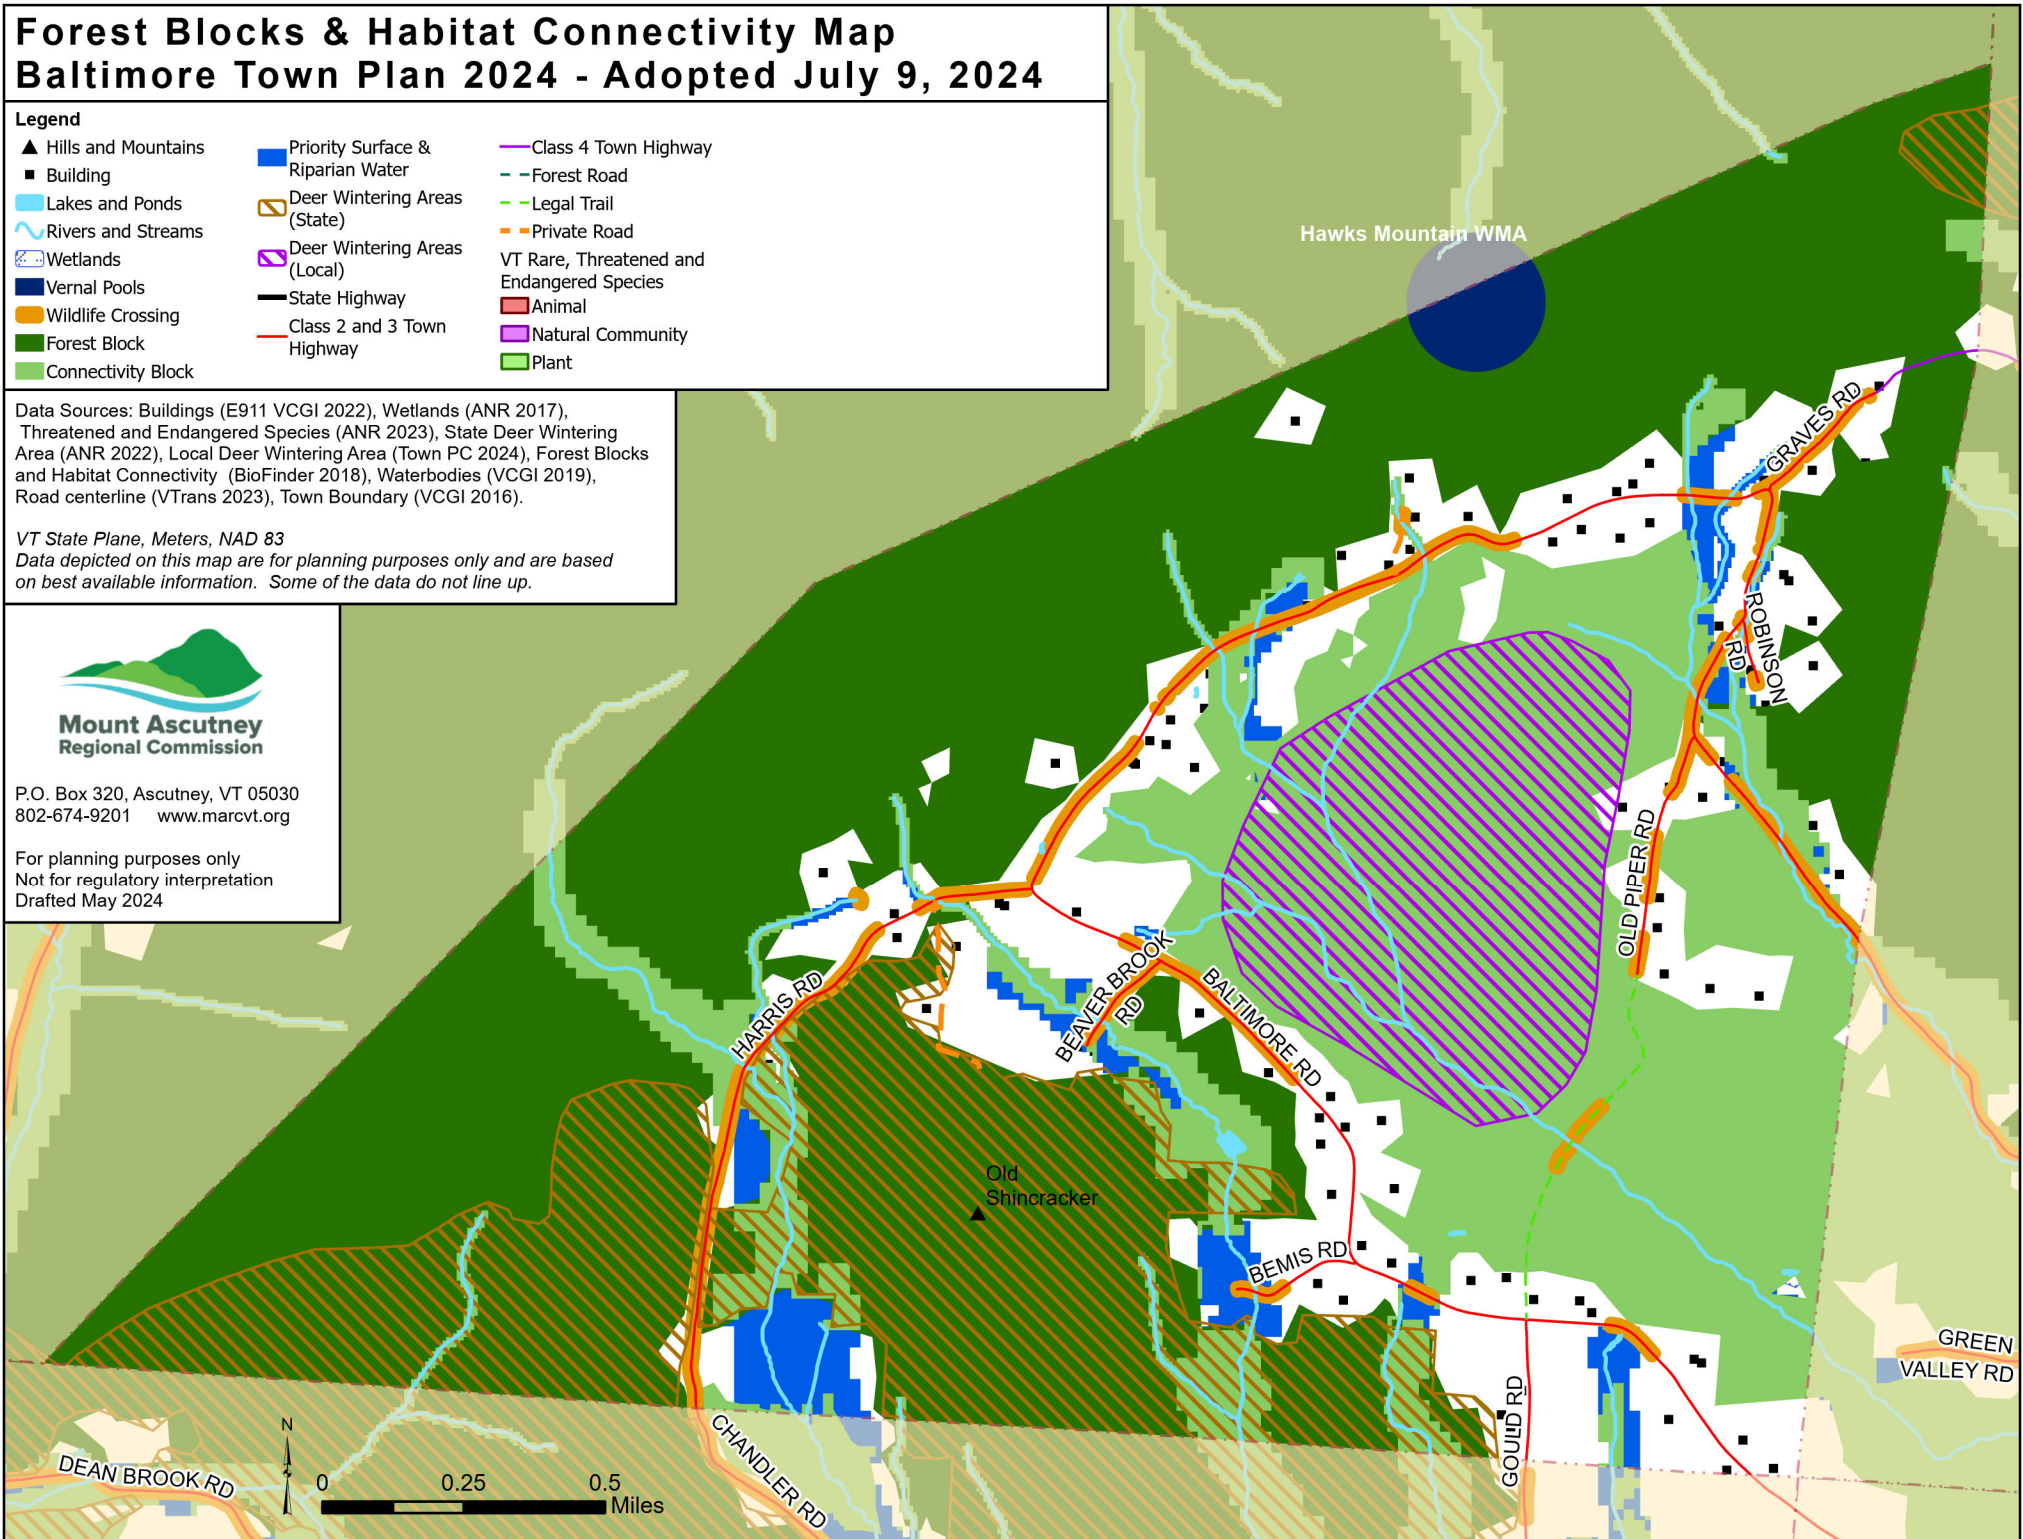 Forest Blocks & Habitat Connectivity Map
Baltimore Town Plan 2024 - Adopted July 9, 2024
Legend
Hills and Mountains
Building
Lakes and Ponds
Rivers and Streams
Wetlands
Vernal Pools
Wildlife Crossing
Forest Block
Connectivity Block
Priority Surface &
Riparian Water
Deer Wintering Areas
(State)
Deer Wintering Areas
(Local)
State Highway
Class 2 and 3 Town
Highway
Class 4 Town Highway
Forest Road
Legal Trail
Private Road
VT Rare, Threatened and
Endangered Species
Animal
Natural Community
Plant
Data Sources: Buildings (E911 VCGI 2022), Wetlands (ANR 2017),
Threatened and Endangered Species (ANR 2023), State Deer Wintering
Area (ANR 2022), Local Deer Wintering Area (Town PC 2024), Forest Blocks
and Habitat Connectivity (BioFinder 2018), Waterbodies (VCGI 2019),
Road centerline (VTrans 2023), Town Boundary (VCGI 2016).
VT State Plane, Meters, NAD 83
Data depicted on this map are for planning purposes only and are based
on best available information. Some of the data do not line up.
Mount Ascutney
Regional Commission
P.O. Box 320, Ascutney, VT 05030
802-674-9201 www.marcvt.org
For planning purposes only
Not for regulatory interpretation
Drafted May 2024
Hawks Mountain WMA
GRAVES RD
ROBINSON
RD
OLD PIPER RD
BEAVER BROOK
RD
BALTIMORE RD
HARRIS RD
Old
Shincracker
BEMIS RD
GREEN
VALLEY RD
GOULD RD
CHANDLER RD
DEAN BROOK RD
N
0 0.25 0.5
Miles